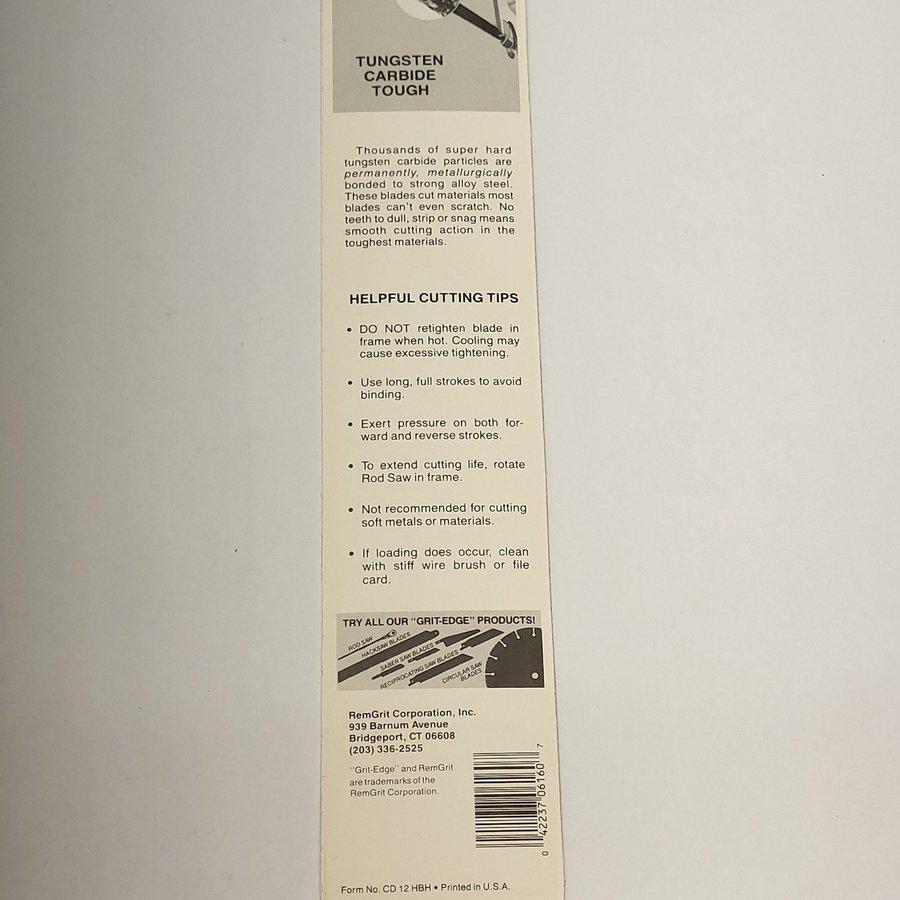 TUNGSTEN
CARBIDE
TOUGH
Thousands of super hard
tungsten carbide particles are
permanently, metallurgically
bonded to strong alloy steel.
These blades cut materials most
blades can't even scratch. No
teeth to dull, strip or snag means
smooth cutting action in the
toughest materials.
HELPFUL CUTTING TIPS
• DO NOT retighten blade in
frame when hot. Cooling may
cause excessive tightening.
• Use long, full strokes to avoid
binding.
• Exert pressure on both for-
ward and reverse strokes.
• To extend cutting life, rotate
Rod Saw in frame.
• Not recommended for cutting
soft metals or materials.
• If loading does occur, clean
with stiff wire brush or file
card.
TRY ALL OUR "GRIT-EDGE" PRODUCTS!
ROD SAW
HACKSAW BLADES
SABER SAW BLADES
RECIPROCATING SAW BLADES
CIRCULAR SAW
BLADES
RemGrit Corporation, Inc.
939 Barnum Avenue
Bridgeport, CT 06608
(203) 336-2525
"Grit-Edge" and RemGrit
are trademarks of the
RemGrit Corporation.
0 42237 06160 7
Form No. CD 12 HBH • Printed in U.S.A.